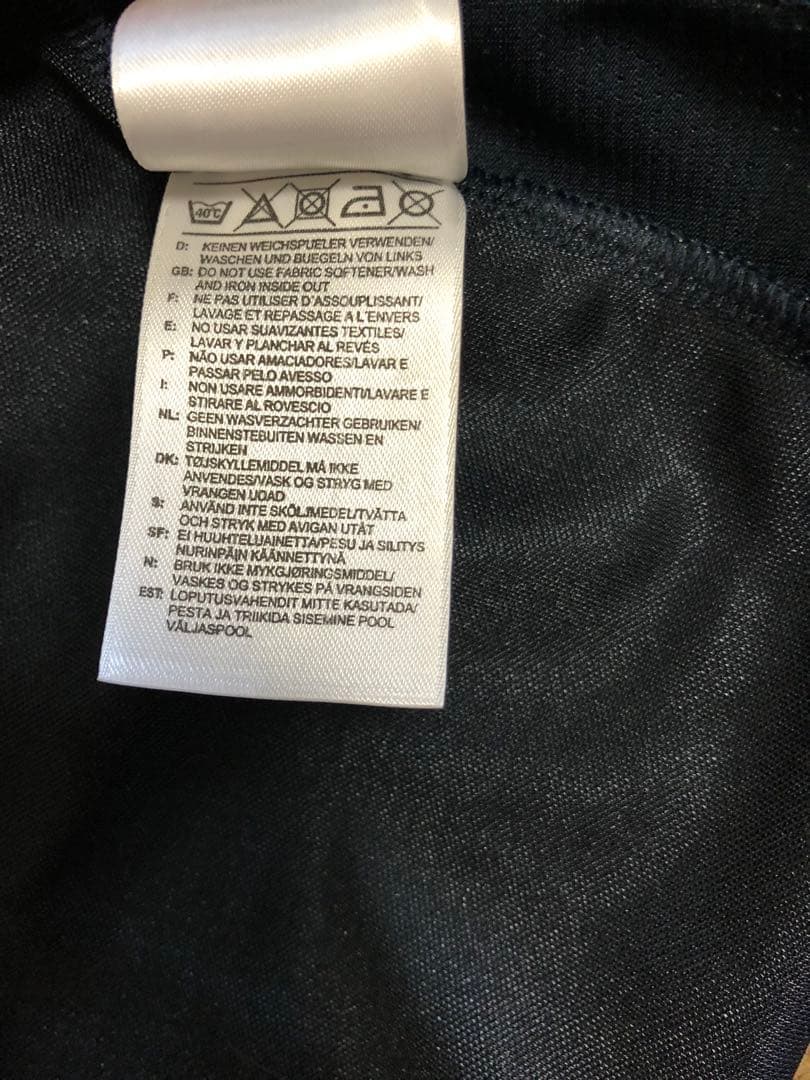 40°C
D: KEINEN WEICHSPUELER VERWENDEN/
WASCHEN UND BUEGELN VON LINKS
GB: DO NOT USE FABRIC SOFTENER/WASH
AND IRON INSIDE OUT
F: NE PAS UTILISER D'ASSOUPLISSANT/
LAVAGE ET REPASSAGE A L'ENVERS
E: NO USAR SUAVIZANTES TEXTILES/
LAVAR Y PLANCHAR AL REVÉS
P: NÃO USAR AMACIADORES/LAVAR E
PASSAR PELO AVESSO
I: NON USARE AMMORBIDENTI/LAVARE E
STIRARE AL ROVESCIO
NL: GEEN WASVERZACHTER GEBRUIKEN/
BINNENSTEBUITEN WASSEN EN
STRIJKEN
DK: TØJSKYLLEMIDDEL MÅ IKKE
ANVENDES/VASK OG STRYG MED
VRANGEN UDAD
S: ANVÄND INTE SKÖLJMEDEL/TVÄTTA
OCH STRYK MED AVIGAN UTÅT
SF: EI HUUHTELUAINETTA/PESU JA SILITYS
NURINPÄIN KÄÄNNETTYNÄ
N: BRUK IKKE MYKGJØRINGSMIDDEL/
VASKES OG STRYKES PÅ VRANGSIDEN
EST: LOPUTUSVAHENDIT MITTE KASUTADA/
PESTA JA TRIIKIDA SISEMINE POOL
VÄLJASPOOL